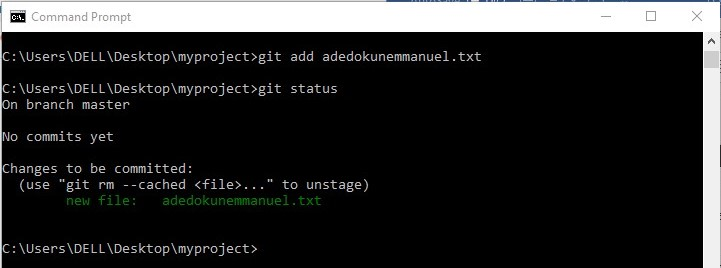 Command Prompt
C:\Users\DELL\Desktop\myproject>git add adedokunemmanuel.txt
C:\Users\DELL\Desktop\myproject>git status
On branch master
No commits yet
Changes to be committed:
  (use "git rm --cached <file>..." to unstage)
        new file:   adedokunemmanuel.txt
C:\Users\DELL\Desktop\myproject>